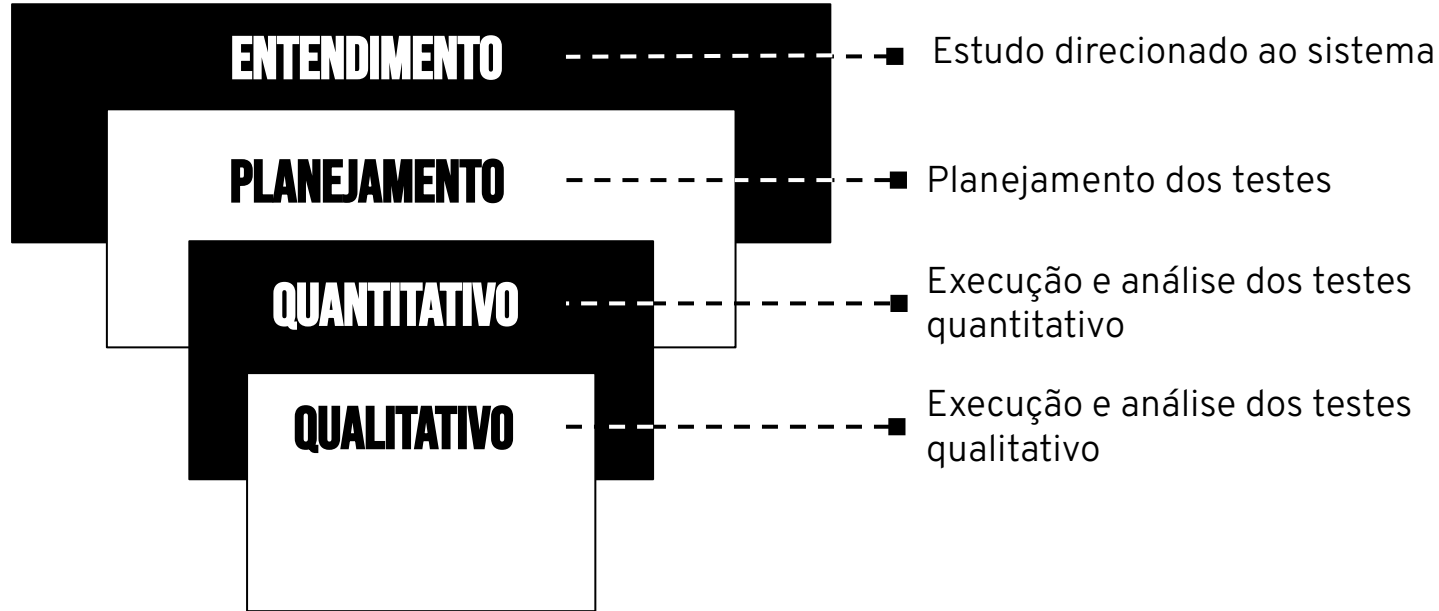 ENTENDIMENTO
Estudo direcionado ao sistema
PLANEJAMENTO
Planejamento dos testes
QUANTITATIVO
Execução e análise dos testes
quantitativo
QUALITATIVO
Execução e análise dos testes
qualitativo